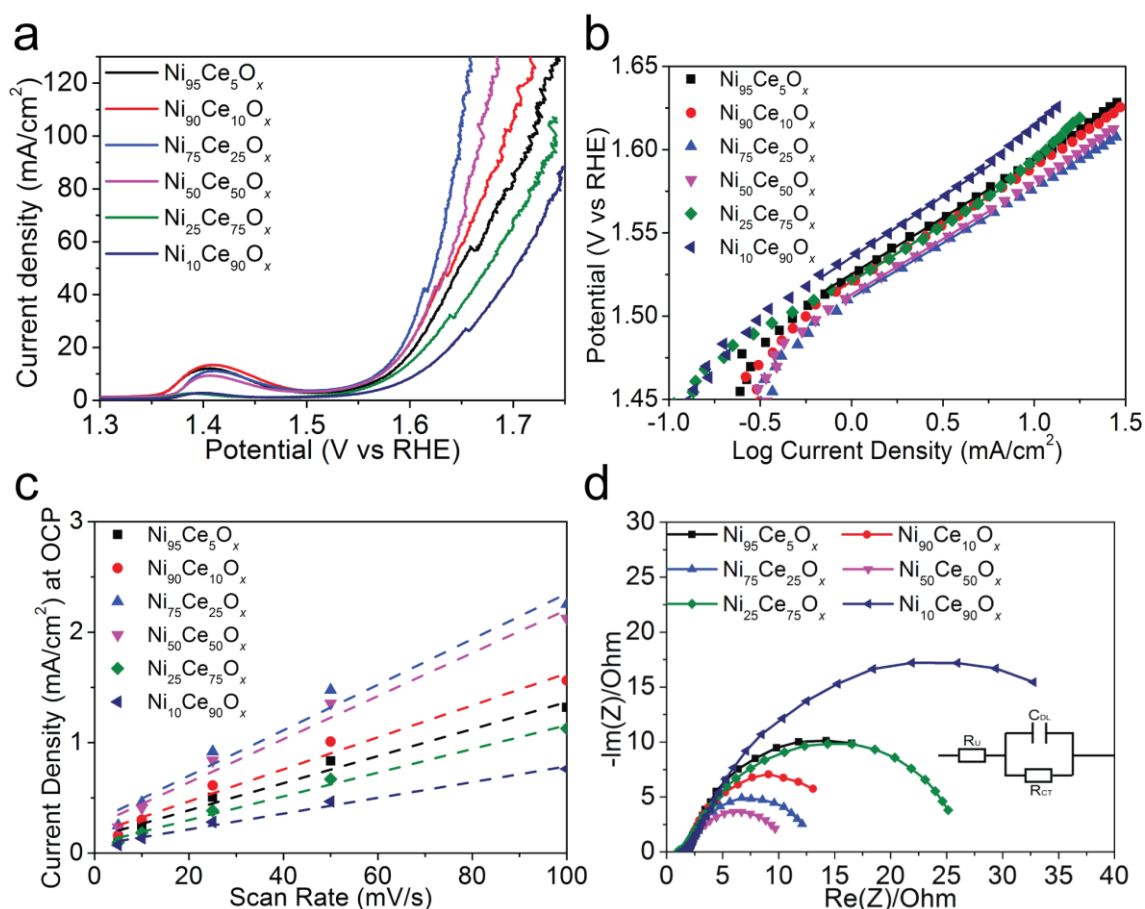 a
Current density (mA/cm²)
120
100
80
60
40
20
0
Ni₉₅Ce₅Oₓ
Ni₉₀Ce₁₀Oₓ
Ni₇₅Ce₂₅Oₓ
Ni₅₀Ce₅₀Oₓ
Ni₂₅Ce₇₅Oₓ
Ni₁₀Ce₉₀Oₓ
1.3 1.4 1.5 1.6 1.7
Potential (V vs RHE)
b
Potential (V vs RHE)
1.65
1.60
1.55
1.50
1.45
Ni₉₅Ce₅Oₓ
Ni₉₀Ce₁₀Oₓ
Ni₇₅Ce₂₅Oₓ
Ni₅₀Ce₅₀Oₓ
Ni₂₅Ce₇₅Oₓ
Ni₁₀Ce₉₀Oₓ
-1.0 -0.5 0.0 0.5 1.0 1.5
Log Current Density (mA/cm²)
c
Current Density (mA/cm²) at OCP
3
2
1
0
Ni₉₅Ce₅Oₓ
Ni₉₀Ce₁₀Oₓ
Ni₇₅Ce₂₅Oₓ
Ni₅₀Ce₅₀Oₓ
Ni₂₅Ce₇₅Oₓ
Ni₁₀Ce₉₀Oₓ
0 20 40 60 80 100
Scan Rate (mV/s)
d
-Im(Z)/Ohm
30
25
20
15
10
5
0
Ni₉₅Ce₅Oₓ Ni₉₀Ce₁₀Oₓ
Ni₇₅Ce₂₅Oₓ Ni₅₀Ce₅₀Oₓ
Ni₂₅Ce₇₅Oₓ Ni₁₀Ce₉₀Oₓ
C_DL
R_U
R_CT
0 5 10 15 20 25 30 35 40
Re(Z)/Ohm